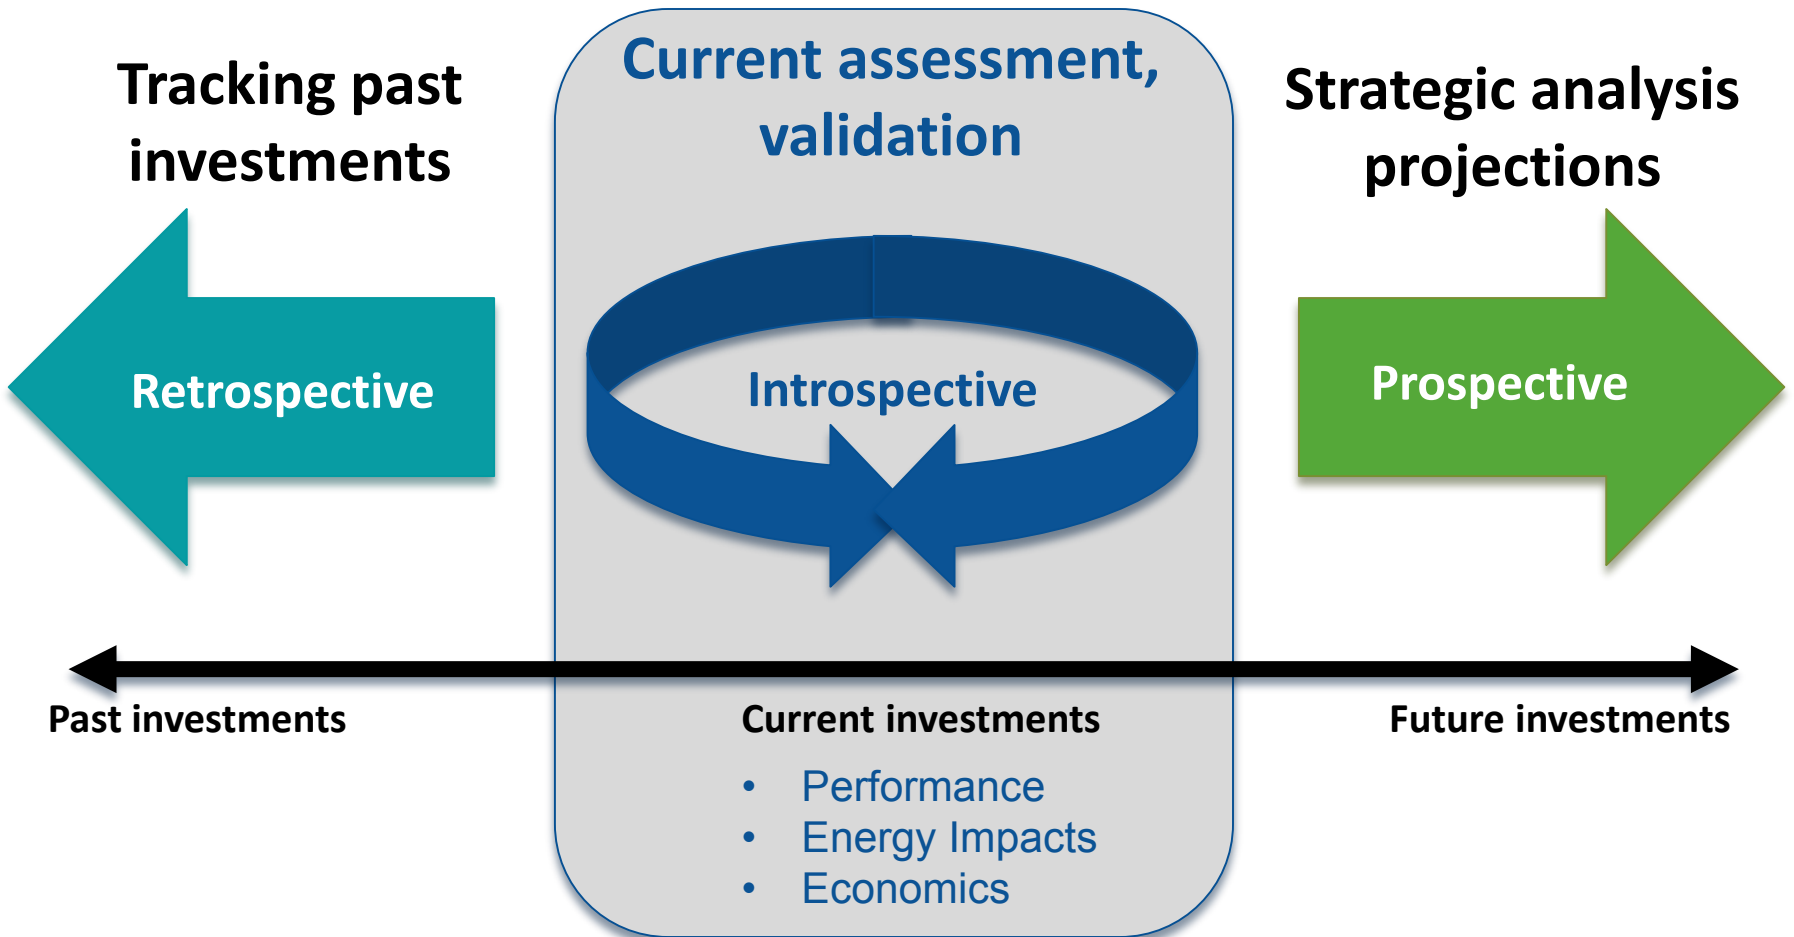 Tracking past
investments
Current assessment,
validation
Strategic analysis
projections
Retrospective
Introspective
Prospective
Past investments
Current investments
Future investments
• Performance
• Energy Impacts
• Economics